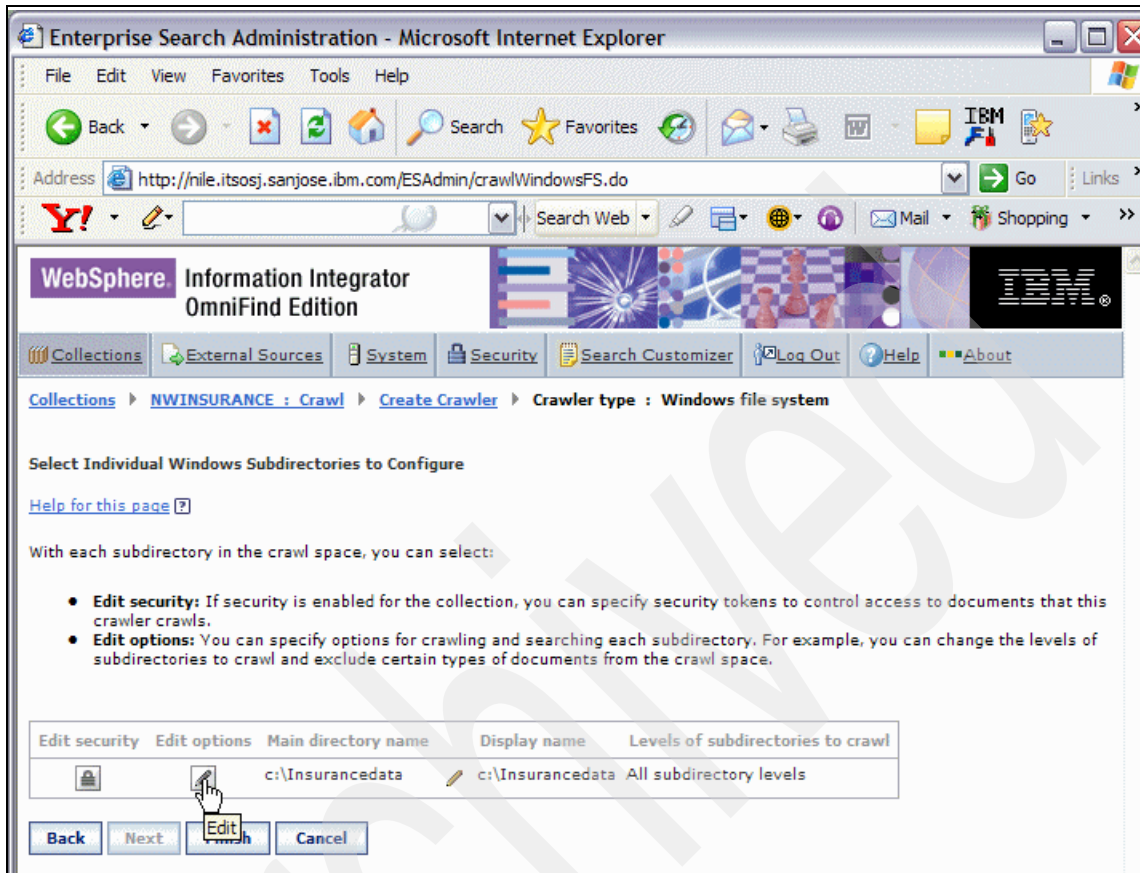 Enterprise Search Administration - Microsoft Internet Explorer
File Edit View Favorites Tools Help
Back Search Favorites IBM
Address http://nile.itsosj.sanjose.ibm.com/ESAdmin/crawlWindowsFS.do Go Links
Y! Search Web Mail Shopping
WebSphere. Information Integrator
OmniFind Edition
IBM®
Collections External Sources System Security Search Customizer Log Out Help About
Collections NWINSURANCE : Crawl Create Crawler Crawler type : Windows file system
Select Individual Windows Subdirectories to Configure
Help for this page ?
With each subdirectory in the crawl space, you can select:
• Edit security: If security is enabled for the collection, you can specify security tokens to control access to documents that this
crawler crawls.
• Edit options: You can specify options for crawling and searching each subdirectory. For example, you can change the levels of
subdirectories to crawl and exclude certain types of documents from the crawl space.
Edit security Edit options Main directory name Display name Levels of subdirectories to crawl
c:\Insurancedata c:\Insurancedata All subdirectory levels
Edit
Back Next Finish Cancel